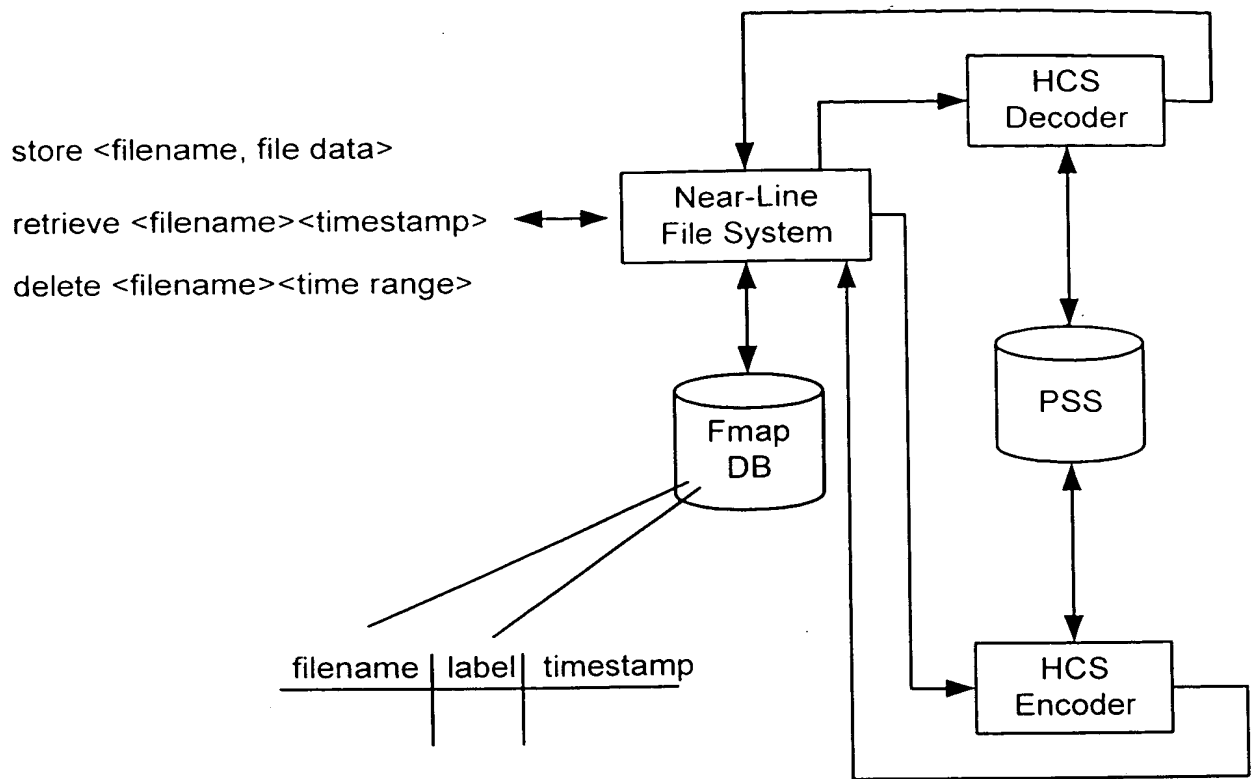 HCS
Decoder
store <filename, file data>
retrieve <filename><timestamp>
delete <filename><time range>
Near-Line
File System
PSS
Fmap
DB
filename label timestamp
HCS
Encoder